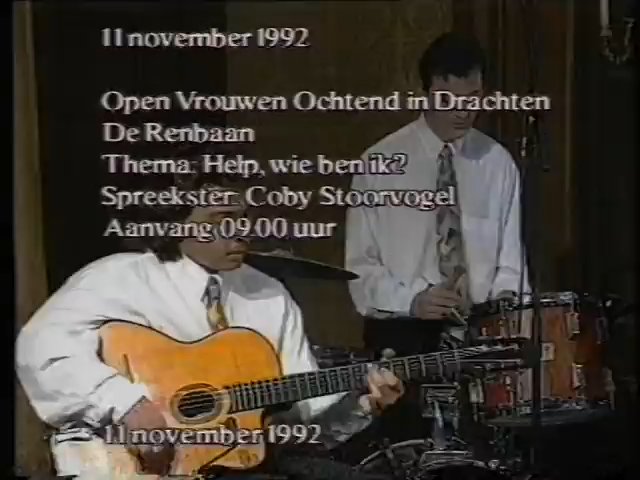 11 november 1992
Open Vrouwen Ochtend in Drachten
De Renbaan
Thema: Help, wie ben ik?
Spreekster: Coby Stoorvogel
Aanvang 09.00 uur
11 november 1992